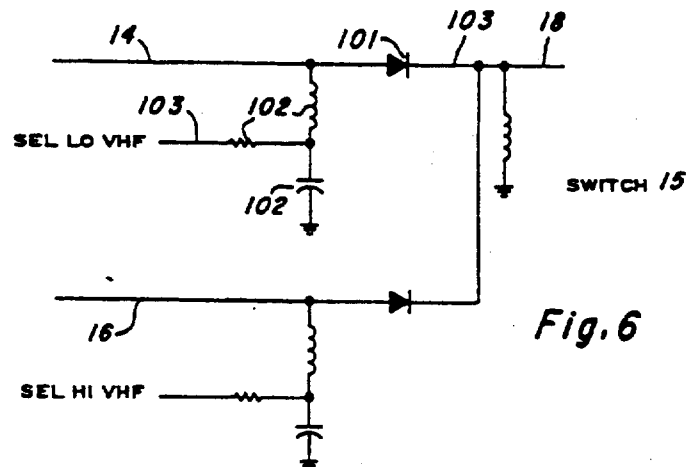 14
101
103
18
103
102
SEL LO VHF
102
SWITCH 15
16
Fig. 6
SEL HI VHF